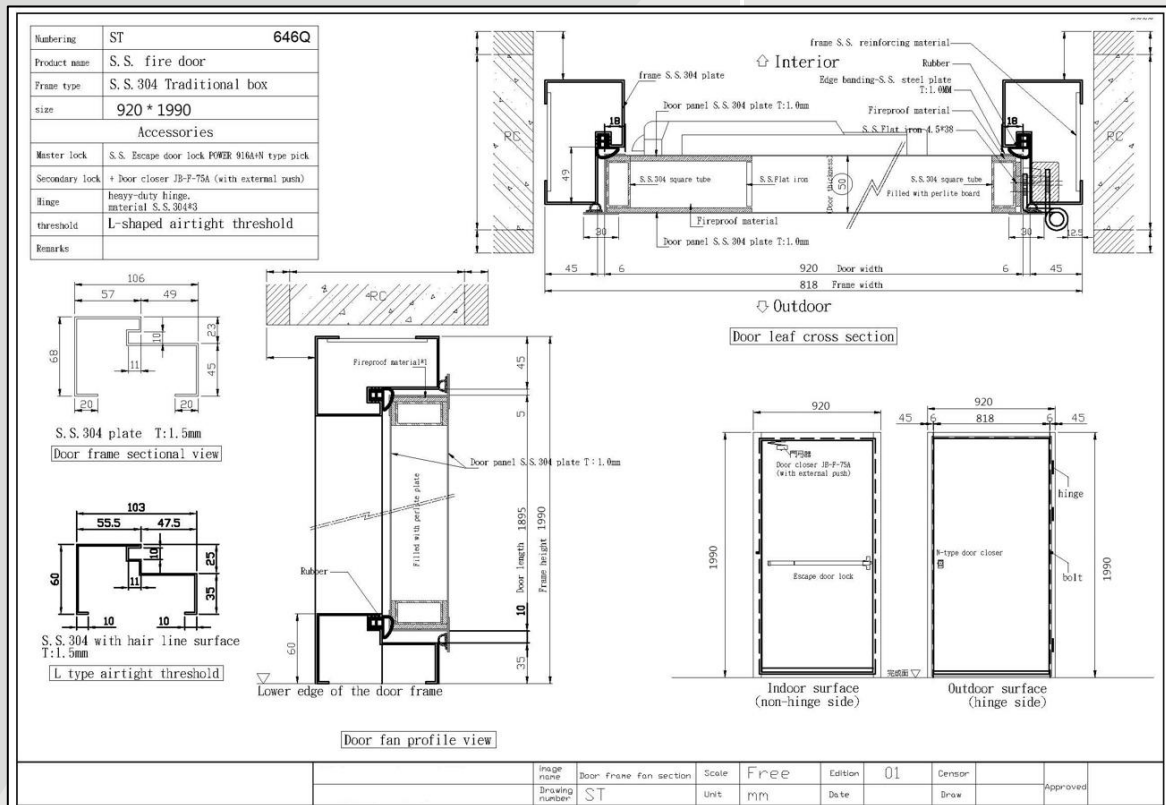 Numbering ST 646Q
Product name S.S. fire door
Frame type S.S.304 Traditional box
size 920 * 1990
Accessories
Master lock S.S. Escape door lock POWER 916A+N type pick
Secondary lock + Door closer JB-F-75A (with external push)
Hinge heavy-duty hinge.
material S.S.304*3
threshold L-shaped airtight threshold
Remarks
frame S.S. reinforcing material
Interior
Rubber
Edge banding-S.S. steel plate
T:1.0MM
frame S.S.304 plate
Door panel S.S.304 plate T:1.0mm
Fireproof material
S.S.Flat iron 4.5*38
RC
RC
18
18
49
S.S.304 square tube
S.S.Flat iron
Door thickness
50
S.S.304 square tube
Filled with perlite board
Fireproof material
30
Door panel S.S.304 plate T:1.0mm
30
12.5
45
6
920 Door width
6
45
818 Frame width
Outdoor
Door leaf cross section
106
57
49
68
10
11
23
45
20
20
S.S.304 plate T:1.5mm
Door frame sectional view
103
55.5
47.5
60
10
11
25
35
10
10
S.S.304 with hair line surface
T:1.5mm
L type airtight threshold
RC
Fireproof material*1
45
5
Door panel S.S.304 plate T:1.0mm
Filled with perlite plate
Door length 1895
Frame height 1990
Rubber
10
60
35
Lower edge of the door frame
Door fan profile view
920
1990
門弓器
Door closer JB-F-75A
(with external push)
Escape door lock
Indoor surface
(non-hinge side)
920
45
6
818
6
45
hinge
N-type door closer
bolt
1990
完成面
Outdoor surface
(hinge side)
Image name Door frame fan section Scale Free Edition 01 Censor Approved
Drawing number ST Unit mm Date Draw